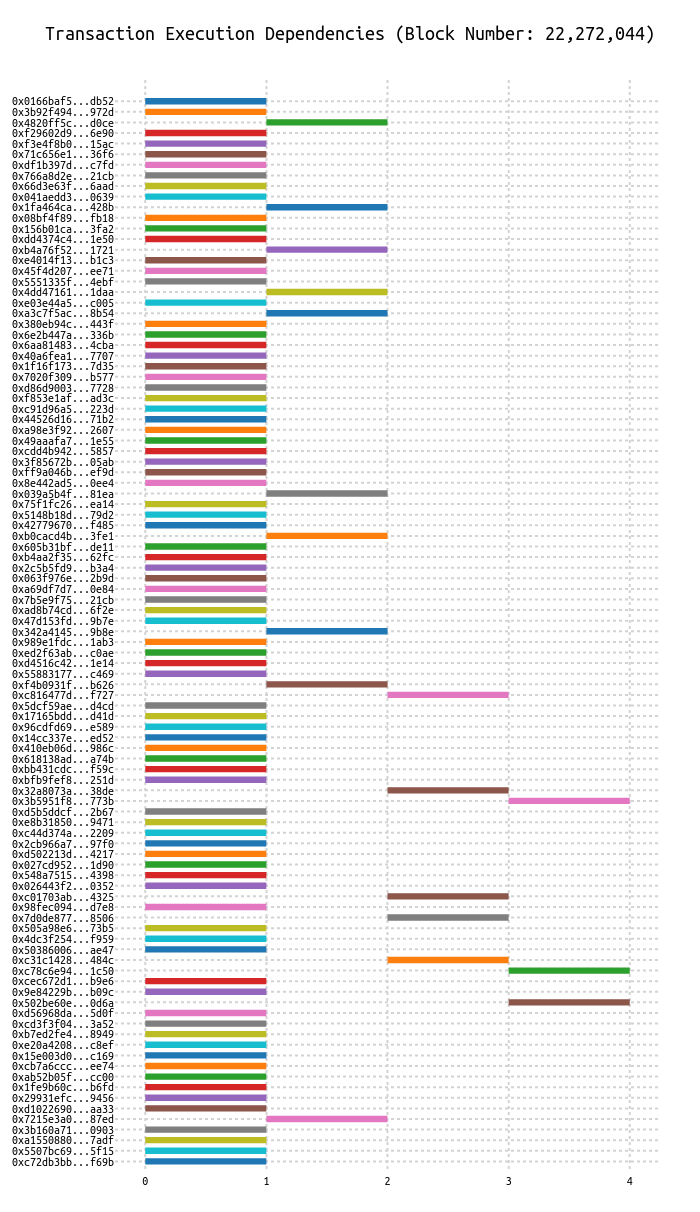 Transaction Execution Dependencies (Block Number: 22,272,044)
0x0166baf5...db52
0x3b92f494...972d
0x4820ff5c...d0ce
0xf29602d9...6e90
0xf3e4f8b0...15ac
0x71c656e1...36f6
0xdf1b397d...c7fd
0x766a8d2e...21cb
0x66d3e63f...6aad
0x041aedd3...0639
0x1fa464ca...428b
0x08bf4f89...fb18
0x156b01ca...3fa2
0xdd4374c4...1e50
0xb4a76f52...1721
0xe4014f13...b1c3
0x45f4d207...ee71
0x5551335f...4ebf
0x4dd47161...1daa
0xe03e44a5...c005
0xa3c7f5ac...8b54
0x380eb94c...443f
0x6e2b447a...336b
0x6aa81483...4cba
0x40a6fea1...7707
0x1f16f173...7d35
0x7020f309...b577
0xd86d9003...7728
0xf853e1af...ad3c
0xc91d96a5...223d
0x44526d16...71b2
0xa98e3f92...2607
0x49aaafa7...1e55
0xcdd4b942...5857
0x3f85672b...05ab
0xff9a046b...ef9d
0x8e442ad5...0ee4
0x039a5b4f...81ea
0x75f1fc26...ea14
0x5148b18d...79d2
0x42779670...f485
0xb0cacd4b...3fe1
0x605b31bf...de11
0xb4aa2f35...62fc
0x2c5b5fd9...b3a4
0x063f976e...2b9d
0xa69df7d7...0e84
0x7b5e9f75...21cb
0xad8b74cd...6f2e
0x47d153fd...9b7e
0x342a4145...9b8e
0x989e1fdc...1ab3
0xed2f63ab...c0ae
0xd4516c42...1e14
0x55883177...c469
0xf4b0931f...b626
0xc816477d...f727
0x5dcf59ae...d4cd
0x17165bdd...d41d
0x96cdfd69...e589
0x14cc337e...ed52
0x410eb06d...986c
0x618138ad...a74b
0xbb431cdc...f59c
0xbfb9fef8...251d
0x32a8073a...38de
0x3b5951f8...773b
0xd5b5ddcf...2b67
0xe8b31850...9471
0xc44d374a...2209
0x2cb966a7...97f0
0xd502213d...4217
0x027cd952...1d90
0x548a7515...4398
0x026443f2...0352
0xc01703ab...4325
0x98fec094...d7e8
0x7d0de877...8506
0x505a98e6...73b5
0x4dc3f254...f959
0x50386006...ae47
0xc31c1428...484c
0xc78c6e94...1c50
0xcec672d1...b9e6
0x9e84229b...b09c
0x502be60e...0d6a
0xd56968da...5d0f
0xcd3f3f04...3a52
0xb7ed2fe4...8949
0xe20a4208...c8ef
0x15e003d0...c169
0xcb7a6ccc...ee74
0xab52b05f...cc00
0x1fe9b60c...b6fd
0x29931efc...9456
0xd1022690...aa33
0x7215e3a0...87ed
0x3b160a71...0903
0xa1550880...7adf
0x5507bc69...5f15
0xc72db3bb...f69b
0 1 2 3 4